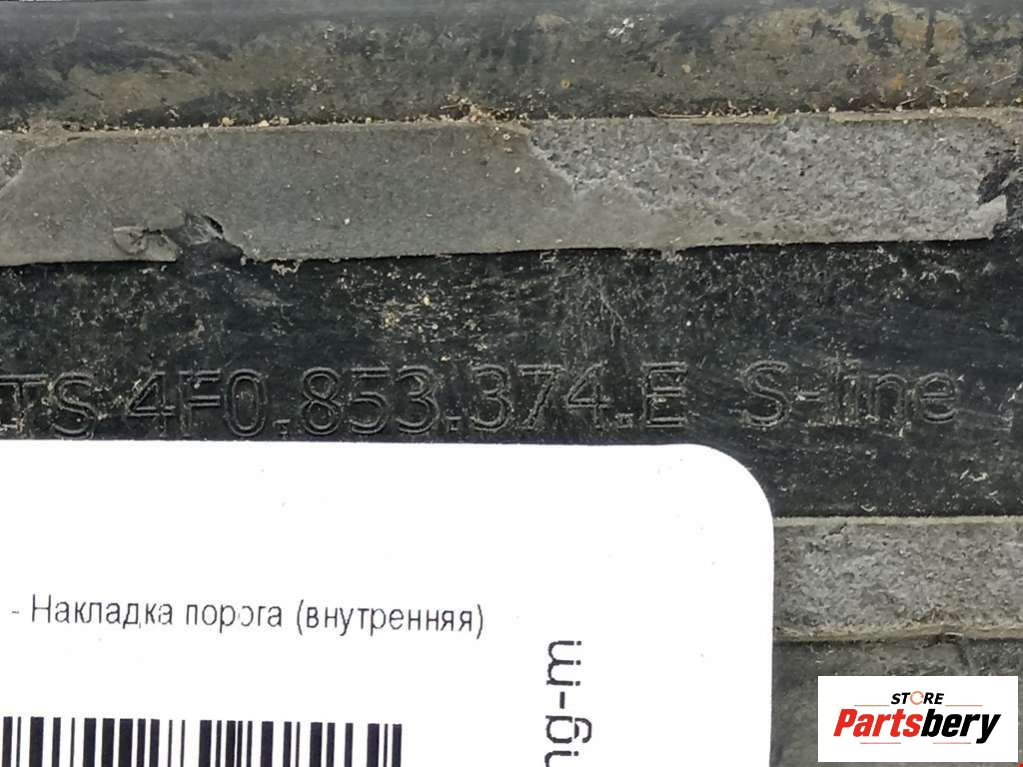 TS 4F0.853.374.E S-line
- Накладка порога (внутренняя)
STORE
Partsbery